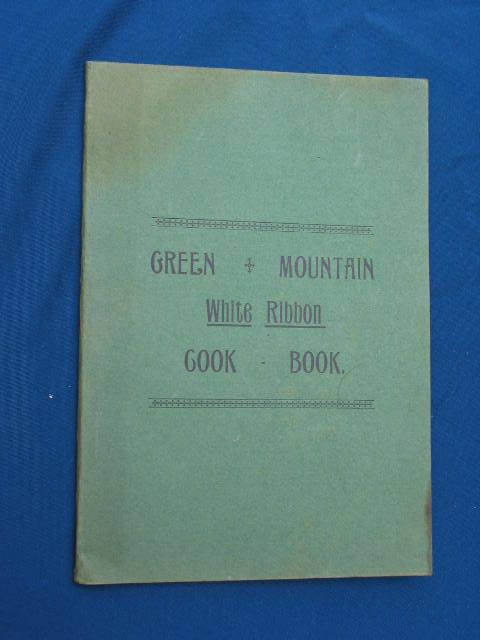 GREEN MOUNTAIN
White Ribbon
COOK - BOOK.